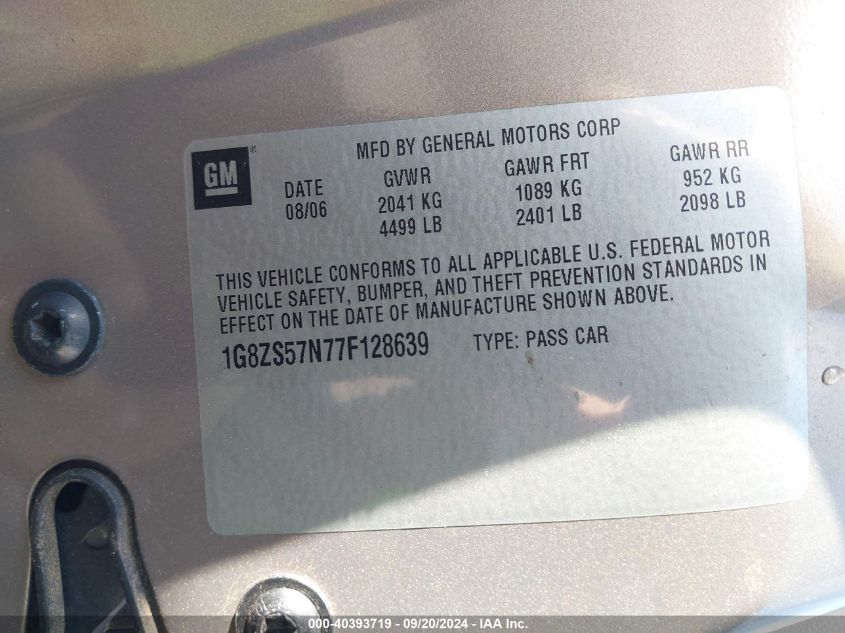 MFD BY GENERAL MOTORS CORP
GM
DATE GVWR GAWR FRT GAWR RR
08/06 2041 KG 1089 KG 952 KG
4499 LB 2401 LB 2098 LB
THIS VEHICLE CONFORMS TO ALL APPLICABLE U.S. FEDERAL MOTOR
VEHICLE SAFETY, BUMPER, AND THEFT PREVENTION STANDARDS IN
EFFECT ON THE DATE OF MANUFACTURE SHOWN ABOVE.
1G8ZS57N77F128639 TYPE: PASS CAR
000-40393719 - 09/20/2024 - IAA Inc.